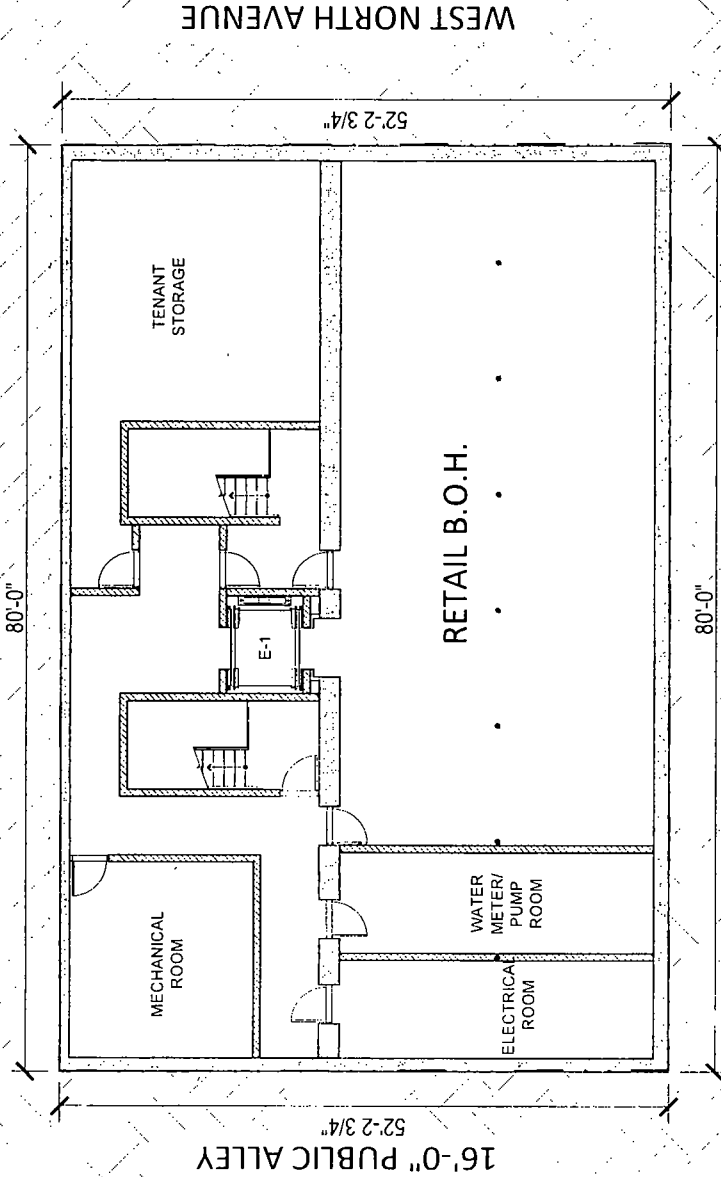 WEST NORTH AVENUE
52'-2 3/4"
80'-0"
TENANT
STORAGE
RETAIL B.O.H.
E-1
MECHANICAL
ROOM
WATER
METER/
PUMP
ROOM
ELECTRICAL
ROOM
80'-0"
52'-2 3/4"
16'-0" PUBLIC ALLEY